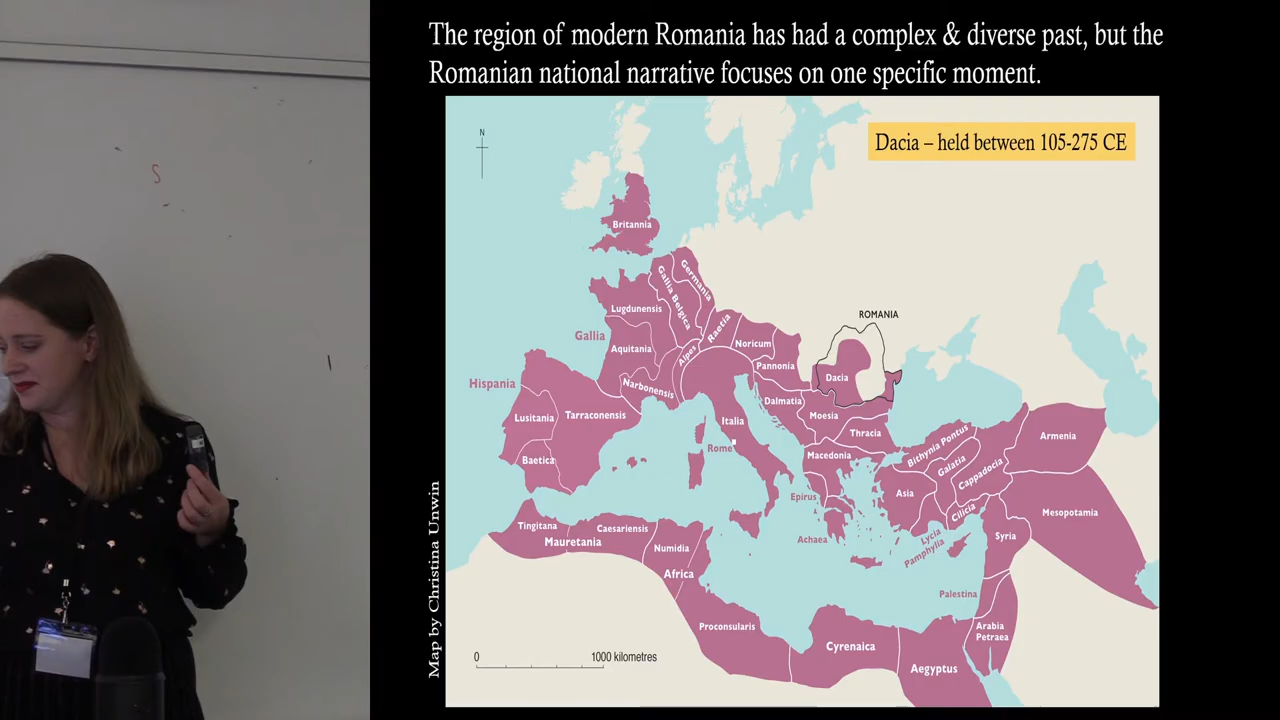 The region of modern Romania has had a complex & diverse past, but the
Romanian national narrative focuses on one specific moment.
Dacia – held between 105-275 CE
N
S
Britannia
Germania
Gallia Belgica
Lugdunensis
ROMANIA
Gallia
Raetia
Noricum
Aquitania
Alpes
Pannonia
Dacia
Hispania
Narbonensis
Dalmatia
Lusitania
Tarraconensis
Italia
Moesia
Thracia
Bithynia Pontus
Armenia
Rome
Macedonia
Galatia
Baetica
Cappadocia
Epirus
Asia
Cilicia
Mesopotamia
Tingitana
Caesariensis
Mauretania
Achaea
Lycia
Pamphylia
Syria
Numidia
Africa
Palestina
Proconsularis
Arabia
Petraea
Cyrenaica
Aegyptus
0 1000 kilometres
Map by Christina Unwin